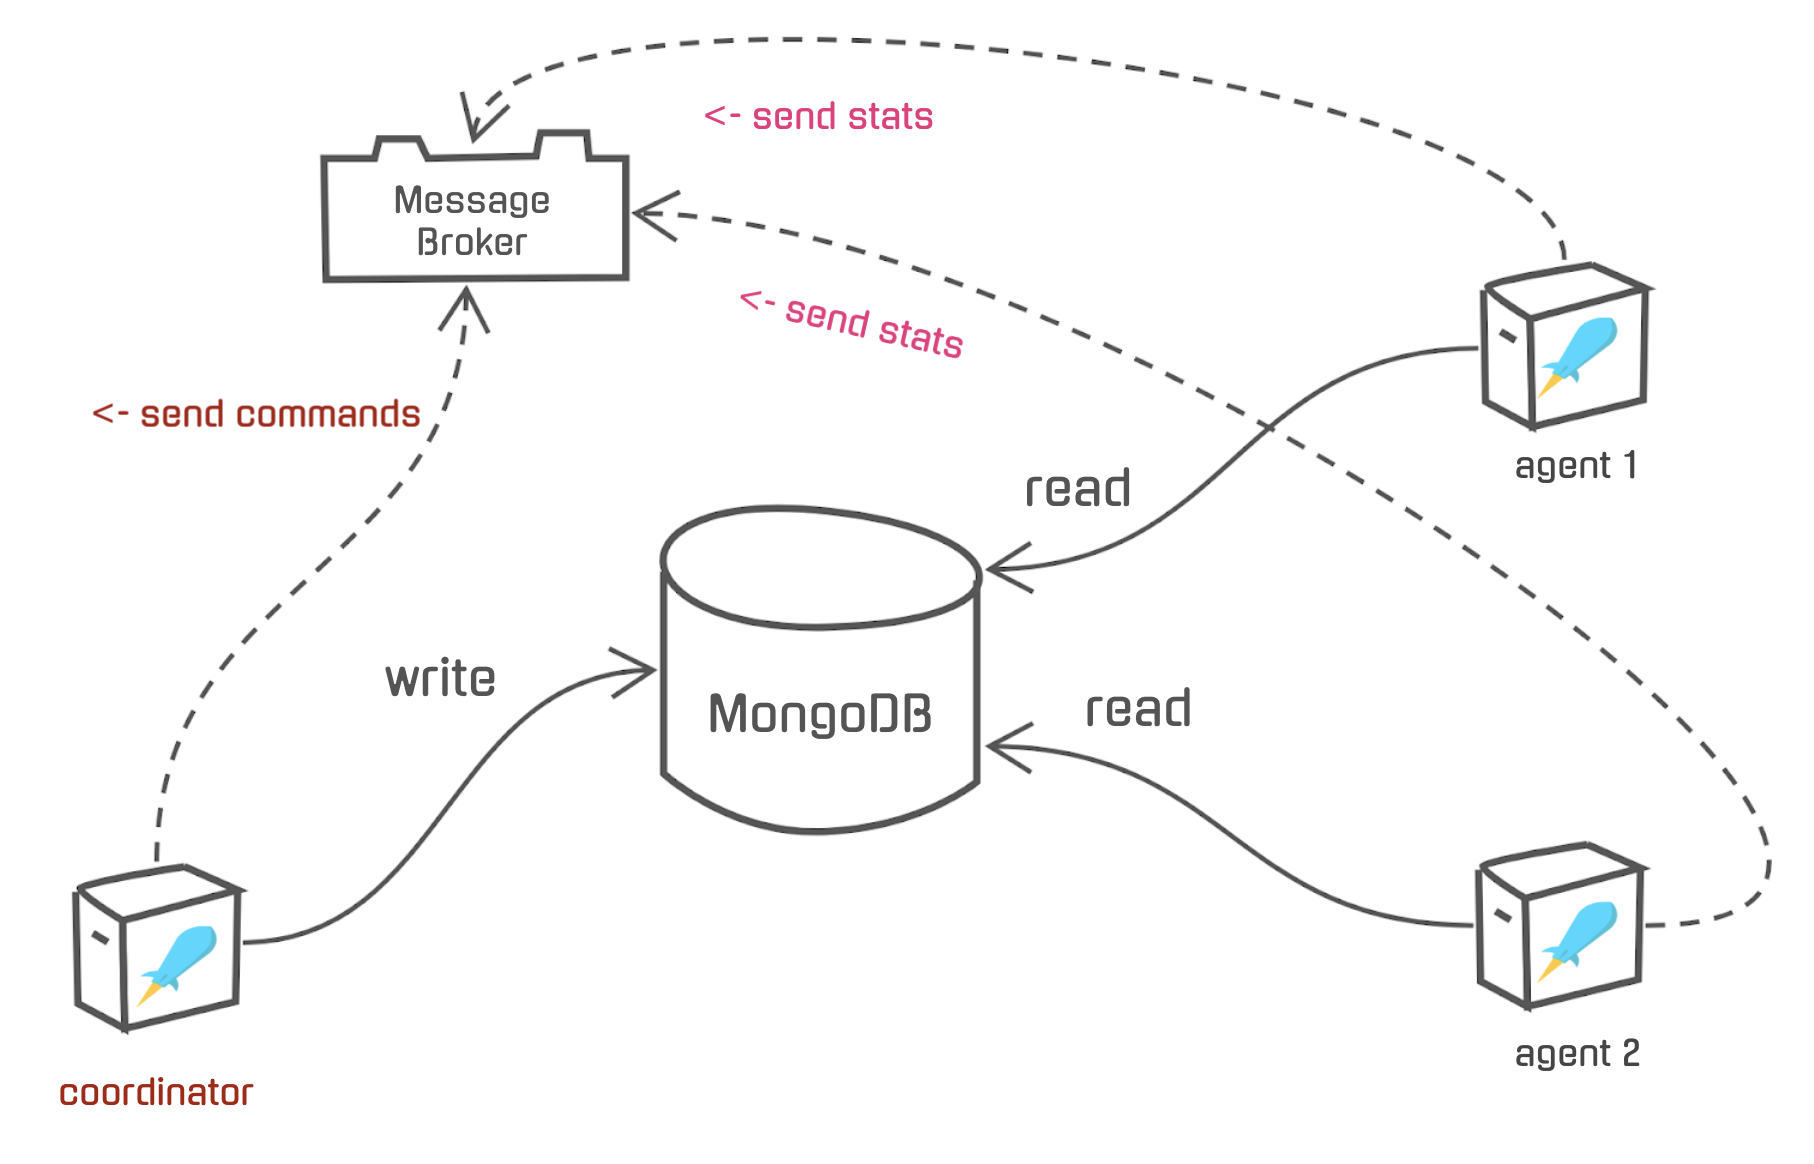 <- send stats
Message
Broker
<- send stats
<- send commands
agent 1
read
write
MongoDB
read
agent 2
coordinator